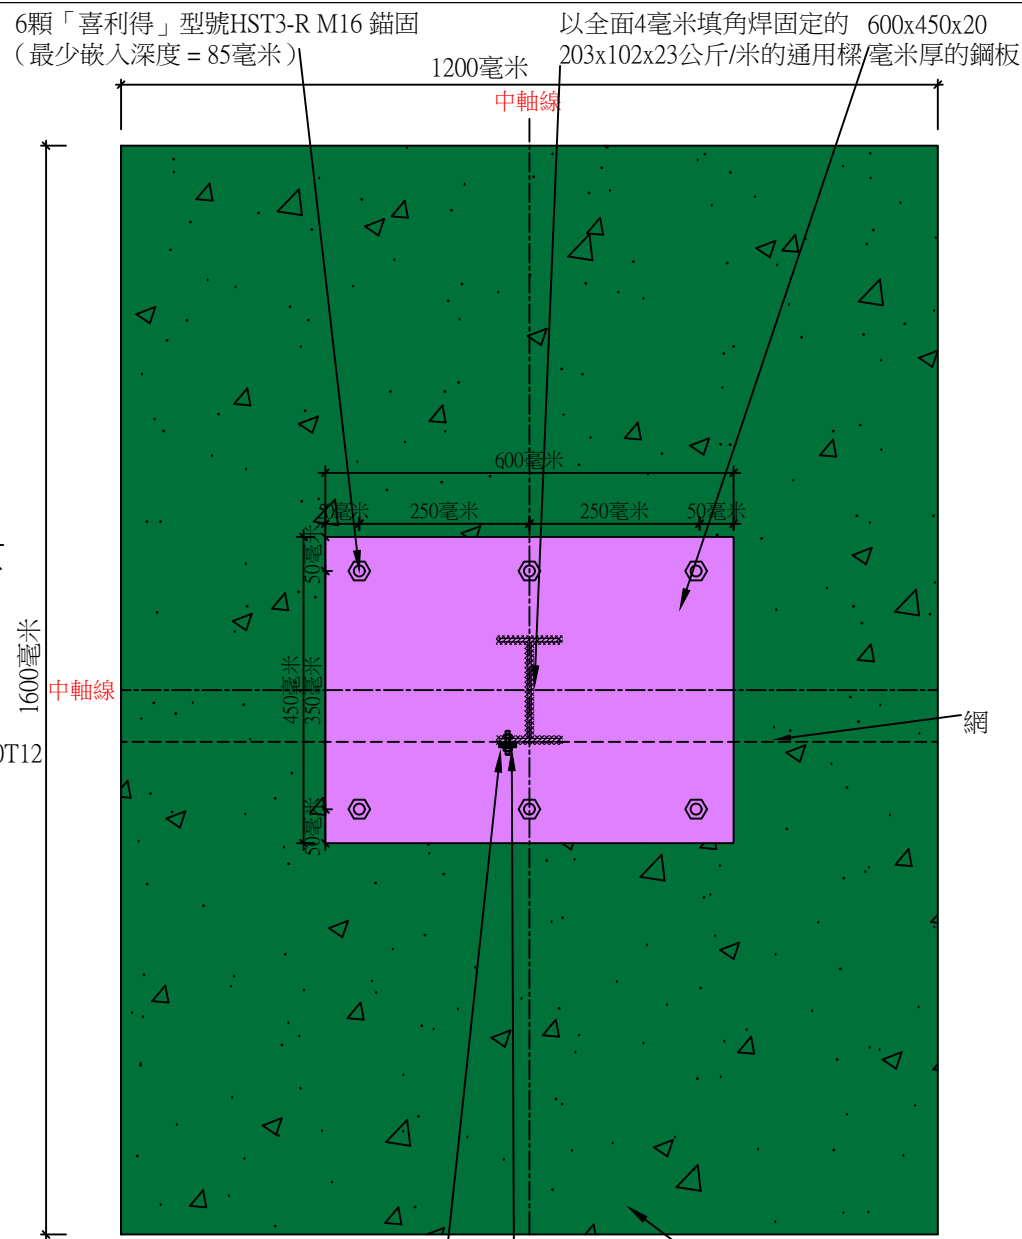 6顆「喜利得」型號HST3-R M16 錨固
（最少嵌入深度 = 85毫米）
以全面4毫米填角焊固定的
203x102x23公斤/米的通用樑
600x450x20
毫米厚的鋼板
1200毫米
中軸線
600毫米
50毫米
250毫米
250毫米
50毫米
50毫米
450毫米
350毫米
50毫米
1600毫米
中軸線
網
0T12